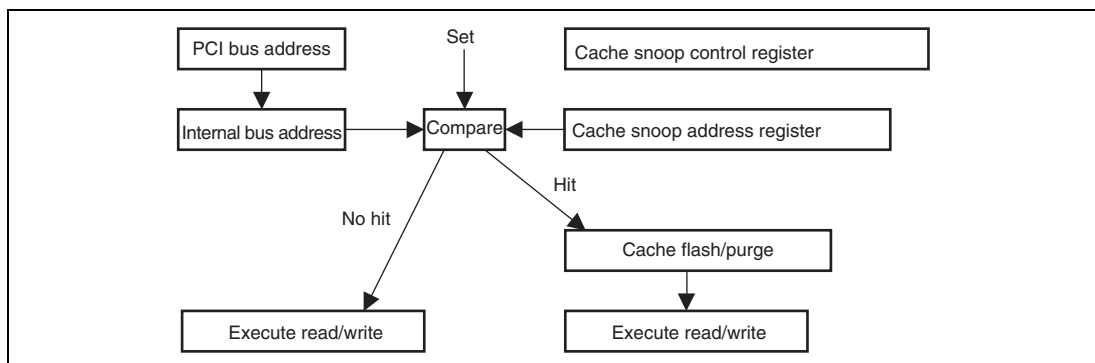 PCI bus address
Set
Cache snoop control register
Internal bus address
Compare
Cache snoop address register
Hit
No hit
Cache flash/purge
Execute read/write
Execute read/write